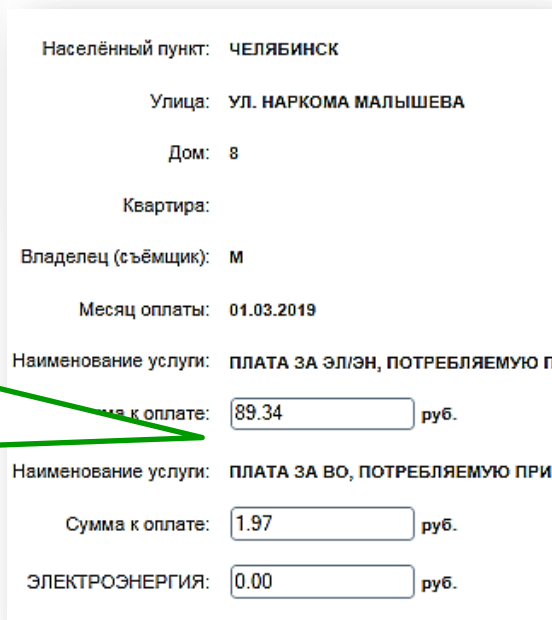 Населённый пункт: ЧЕЛЯБИНСК
Улица: УЛ. НАРКОМА МАЛЫШЕВА
Дом: 8
Квартира:
Владелец (съёмщик): М
Месяц оплаты: 01.03.2019
Наименование услуги: ПЛАТА ЗА ЭЛ/ЭН, ПОТРЕБЛЯЕМУЮ П
к оплате: 89.34 руб.
Наименование услуги: ПЛАТА ЗА ВО, ПОТРЕБЛЯЕМУЮ ПРИ
Сумма к оплате: 1.97 руб.
ЭЛЕКТРОЭНЕРГИЯ: 0.00 руб.